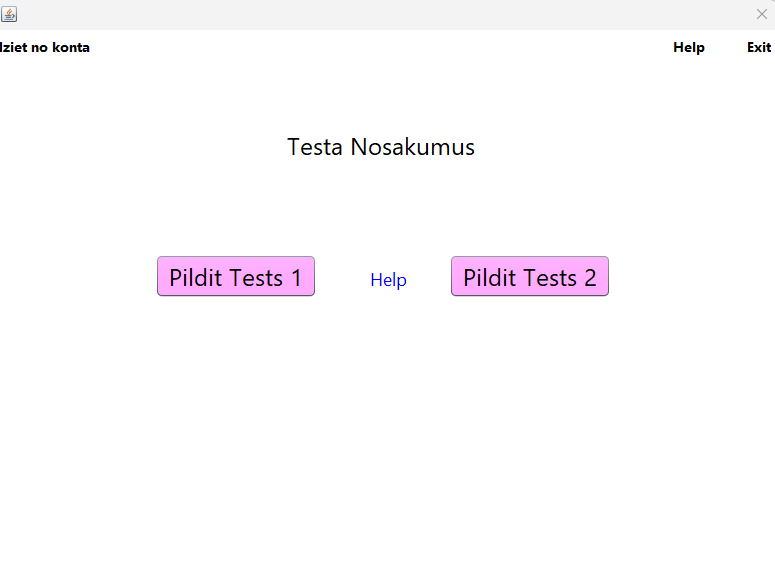 Iziet no konta
Help
Exit
Testa Nosakumus
Pildit Tests 1
Help
Pildit Tests 2